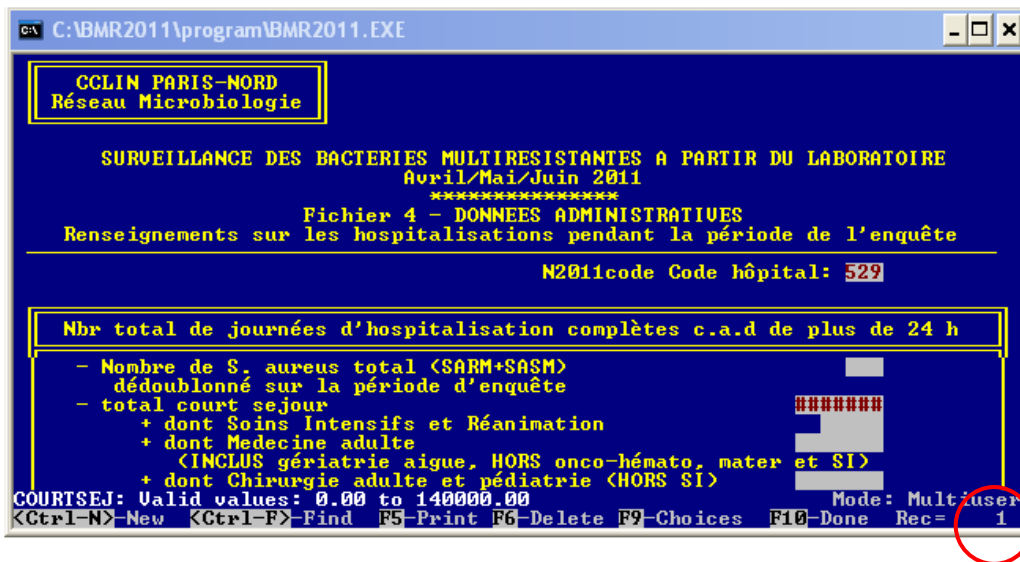 C:\BMR2011\program\BMR2011.EXE
CCLIN PARIS-NORD
Réseau Microbiologie
SURVEILLANCE DES BACTERIES MULTIRESISTANTES A PARTIR DU LABORATOIRE
Avril/Mai/Juin 2011
***************
Fichier 4 - DONNEES ADMINISTRATIVES
Renseignements sur les hospitalisations pendant la période de l'enquête
N2011code Code hôpital: 529
Nbr total de journées d'hospitalisation complètes c.a.d de plus de 24 h
- Nombre de S. aureus total (SARM+SASM)
dédoublonné sur la période d'enquête
- total court sejour #######
+ dont Soins Intensifs et Réanimation
+ dont Medecine adulte
(INCLUS gériatrie aigue, HORS onco-hémato, mater et SI)
+ dont Chirurgie adulte et pédiatrie (HORS SI)
COURTSEJ: Valid values: 0.00 to 140000.00 Mode: Multiuser
<Ctrl-N>-New <Ctrl-F>-Find F5-Print F6-Delete F9-Choices F10-Done Rec= 1